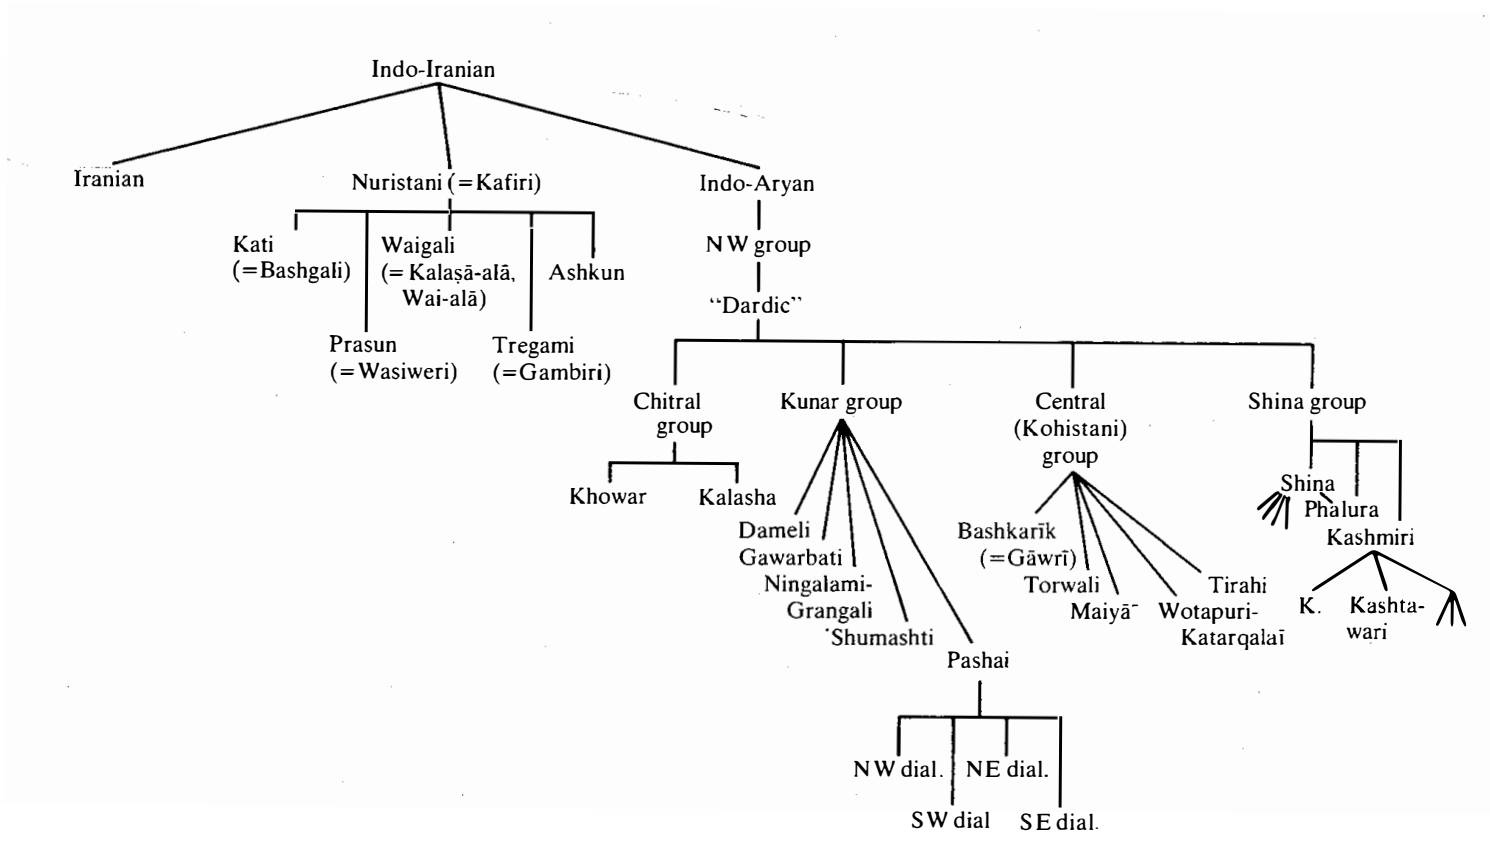 Indo-Iranian
Iranian
Nuristani (=Kafiri)
Indo-Aryan
Kati
(=Bashgali)
Waigali
(= Kalaṣā-alā,
Wai-alā)
Ashkun
Prasun
(=Wasiweri)
Tregami
(=Gambiri)
NW group
“Dardic”
Chitral
group
Kunar group
Central
(Kohistani)
group
Shina group
Khowar
Kalasha
Dameli
Gawarbati
Ningalami-
Grangali
Shumashti
Pashai
Bashkarīk
(=Gāwrī)
Torwali
Maiyā̃
Wotapuri-
Katarqalaī
Tirahi
Shina
Phalura
Kashmiri
K.
Kashta-
wari
NW dial.
NE dial.
SW dial
SE dial.